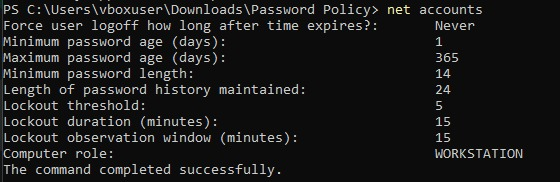 PS C:\Users\vboxuser\Downloads\Password Policy> net accounts
Force user logoff how long after time expires?: Never
Minimum password age (days): 1
Maximum password age (days): 365
Minimum password length: 14
Length of password history maintained: 24
Lockout threshold: 5
Lockout duration (minutes): 15
Lockout observation window (minutes): 15
Computer role: WORKSTATION
The command completed successfully.